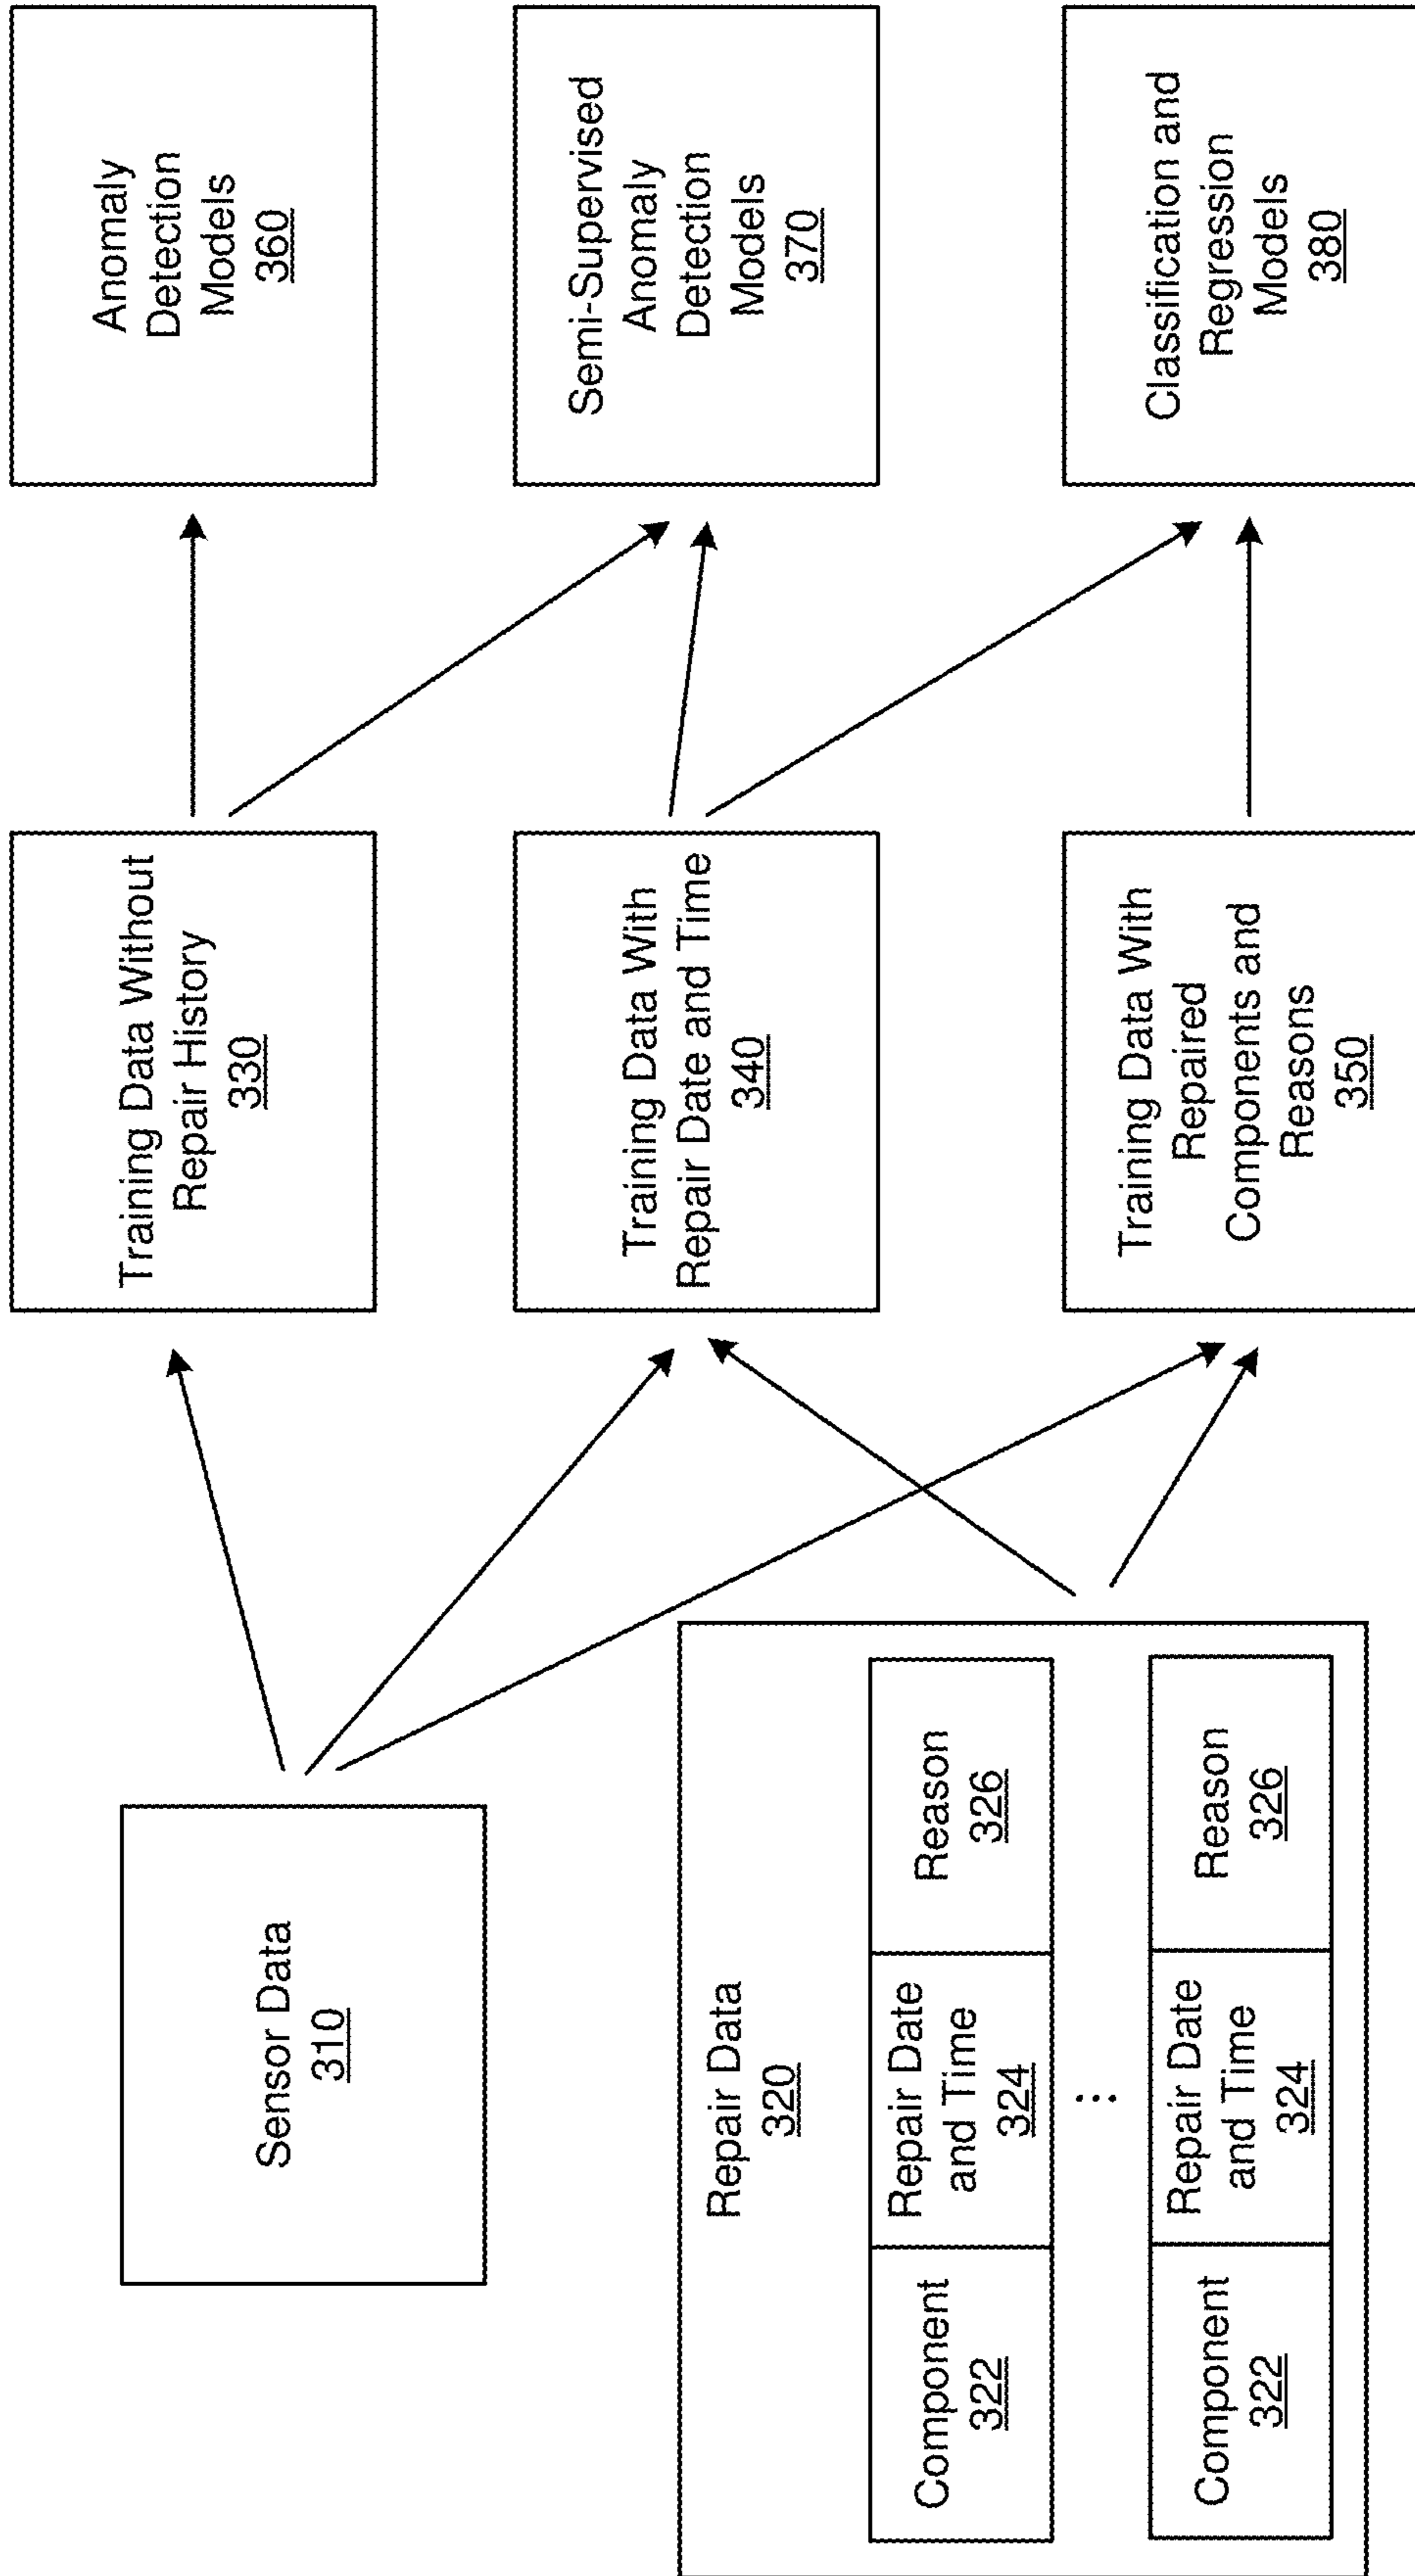 Sensor Data
310
Repair Data
320
Component
322
Repair Date
and Time
324
Reason
326
...
Component
322
Repair Date
and Time
324
Reason
326
Training Data Without
Repair History
330
Training Data With
Repair Date and Time
340
Training Data With
Repaired
Components and
Reasons
350
Anomaly
Detection
Models
360
Semi-Supervised
Anomaly
Detection
Models
370
Classification and
Regression
Models
380